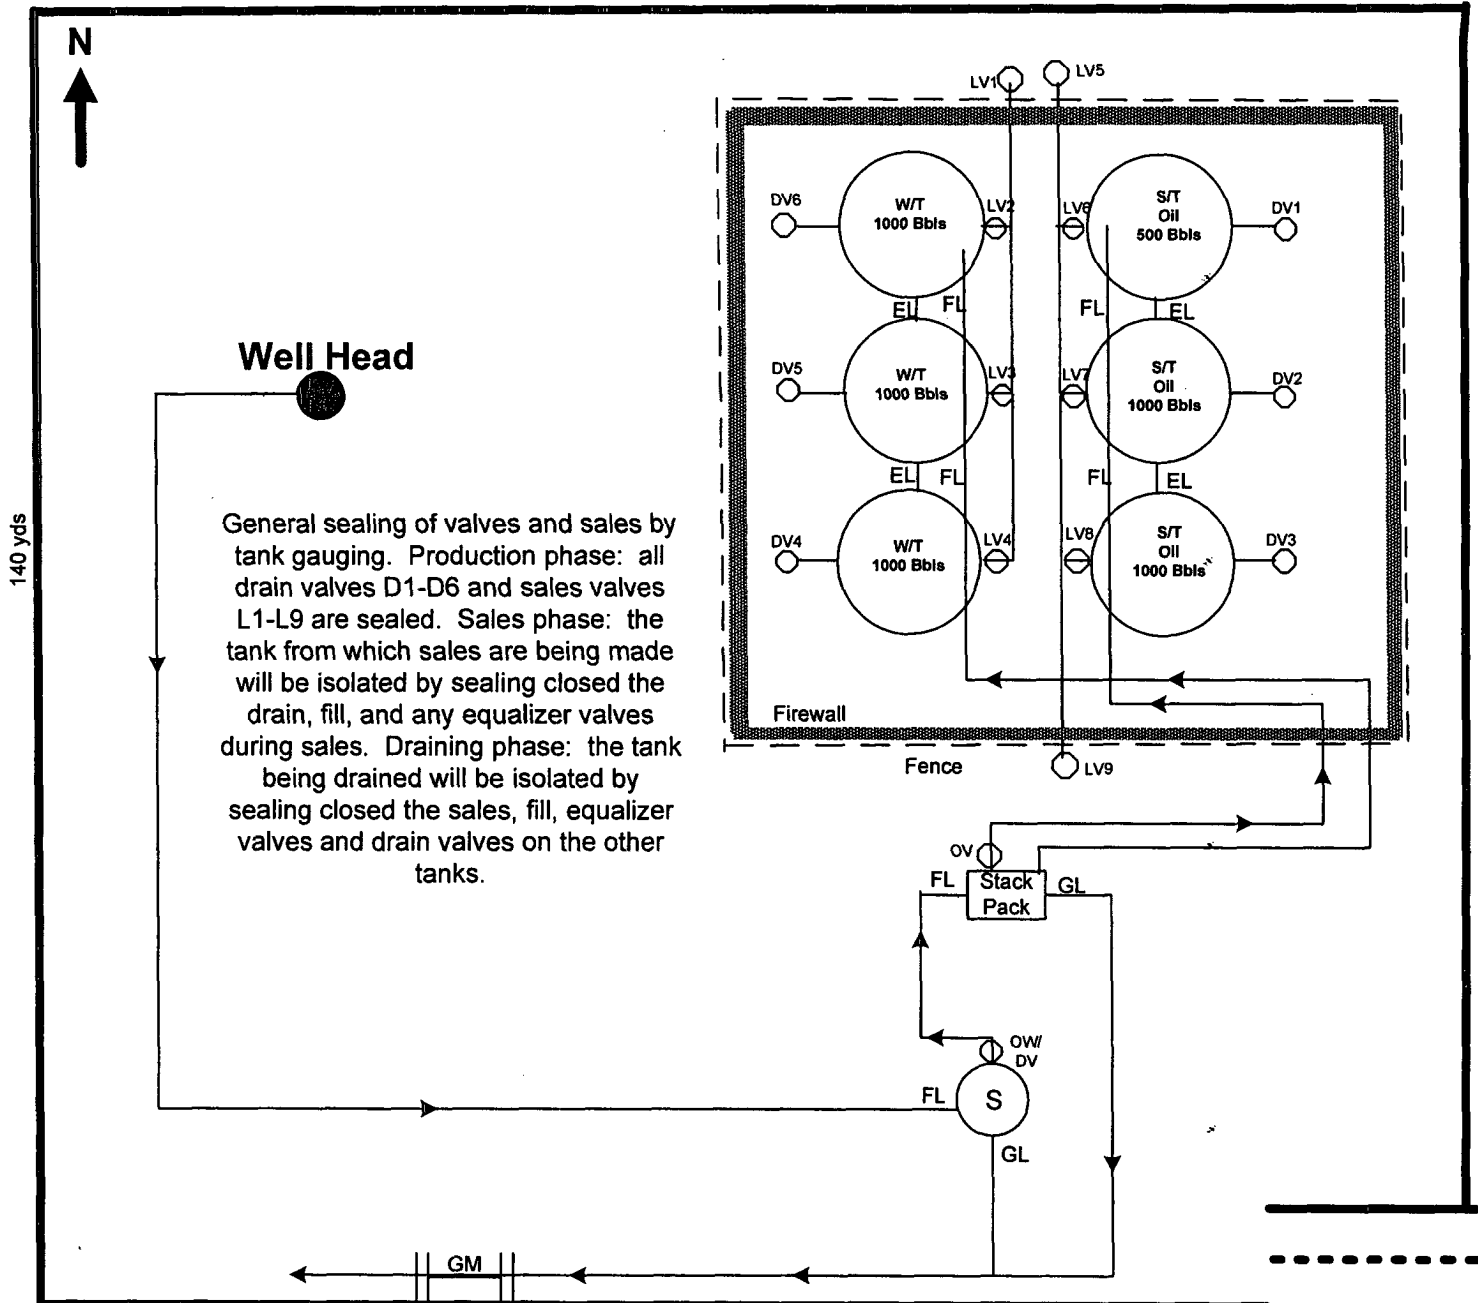 N
LV1
LV5
DV6
W/T
1000 Bbls
LV2
LV6
S/T
Oil
500 Bbls
DV1
EL
FL
FL
EL
Well Head
DV5
W/T
1000 Bbls
LV3
LV7
S/T
Oil
1000 Bbls
DV2
EL
FL
FL
EL
DV4
W/T
1000 Bbls
LV4
LV8
S/T
Oil
1000 Bbls
DV3
140 yds
General sealing of valves and sales by
tank gauging. Production phase: all
drain valves D1-D6 and sales valves
L1-L9 are sealed. Sales phase: the
tank from which sales are being made
will be isolated by sealing closed the
drain, fill, and any equalizer valves
during sales. Draining phase: the tank
being drained will be isolated by
sealing closed the sales, fill, equalizer
valves and drain valves on the other
tanks.
Firewall
Fence
LV9
OV
FL
Stack
Pack
GL
OW/
DV
FL
S
GL
GM